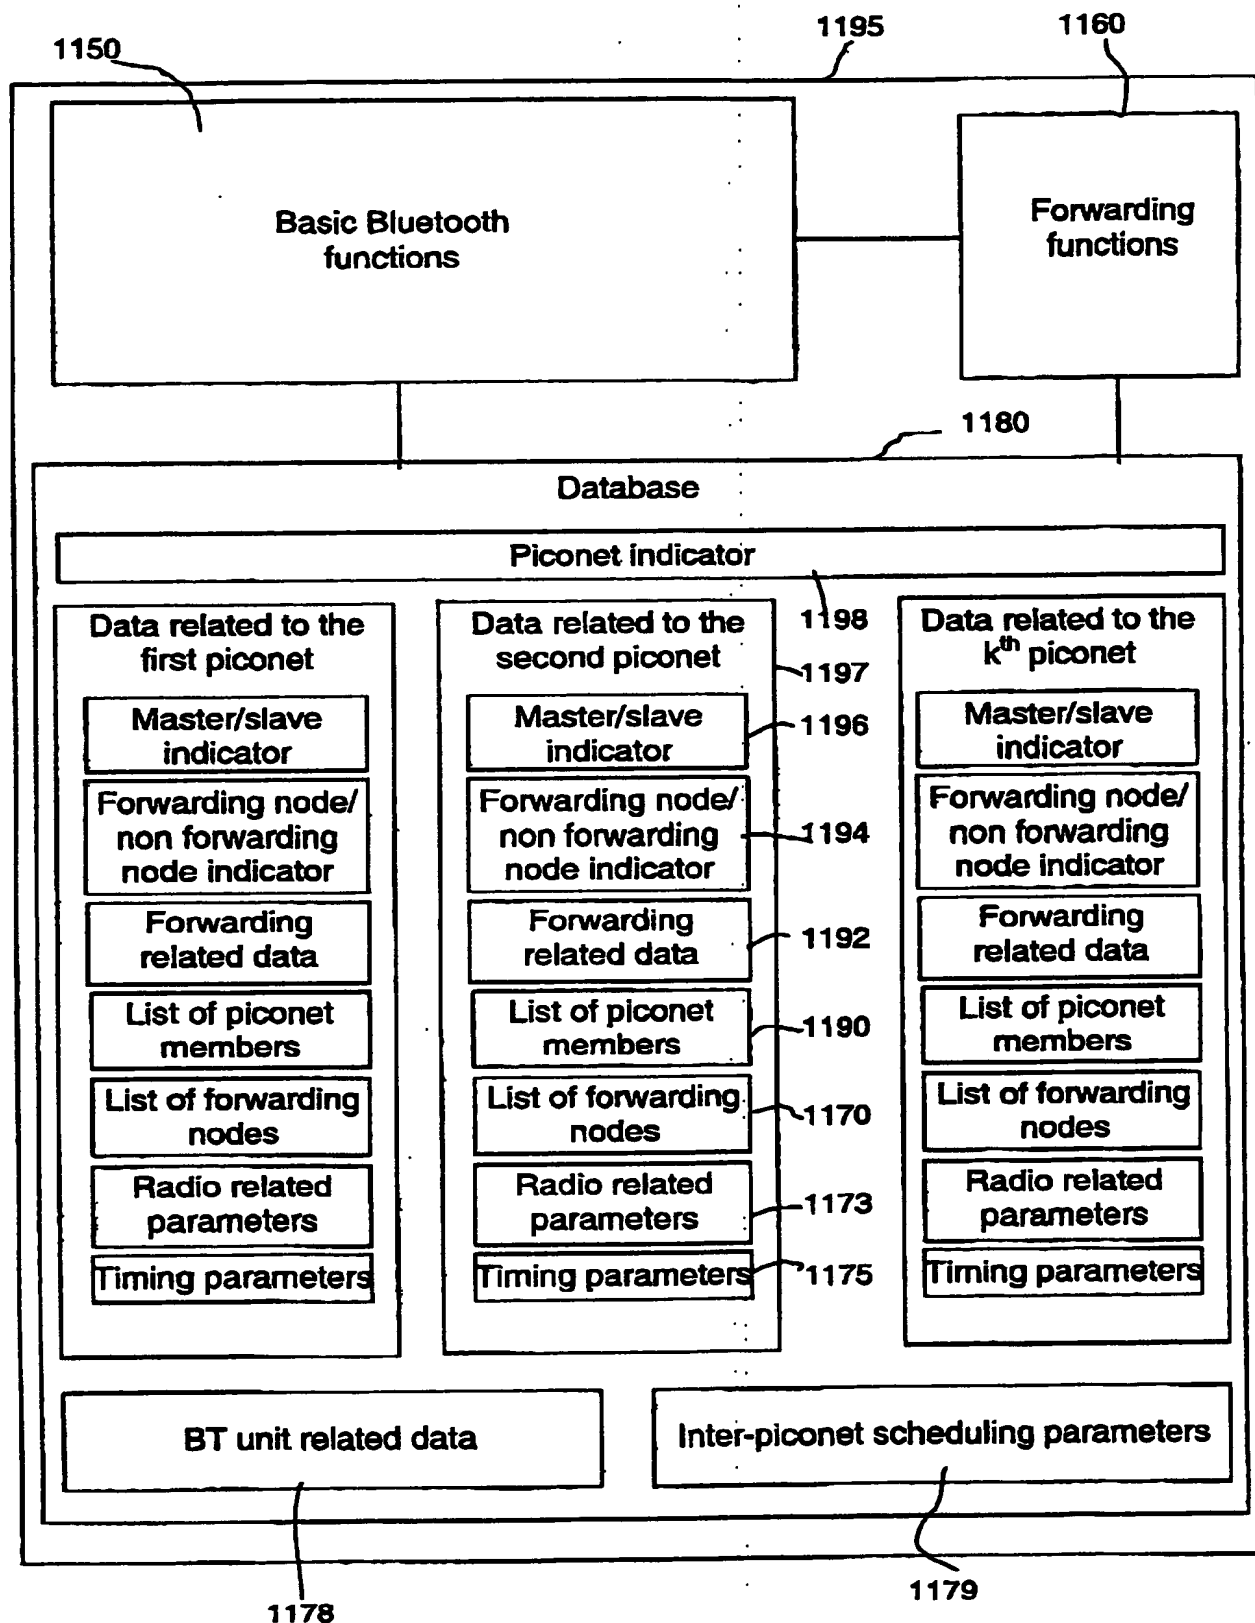 1195
1160
1150
Basic Bluetooth
functions
Forwarding
functions
1180
Database
Piconet indicator
1198
Data related to the
first piconet
Master/slave
indicator
Forwarding node/
non forwarding
node indicator
Forwarding
related data
List of piconet
members
List of forwarding
nodes
Radio related
parameters
Timing parameters
Data related to the
second piconet
1197
Master/slave
indicator
1196
Forwarding node/
non forwarding
node indicator
1194
Forwarding
related data
1192
List of piconet
members
1190
List of forwarding
nodes
1170
Radio related
parameters
1173
Timing parameters
1175
Data related to the
kth piconet
Master/slave
indicator
Forwarding node/
non forwarding
node indicator
Forwarding
related data
List of piconet
members
List of forwarding
nodes
Radio related
parameters
Timing parameters
BT unit related data
Inter-piconet scheduling parameters
1178
1179